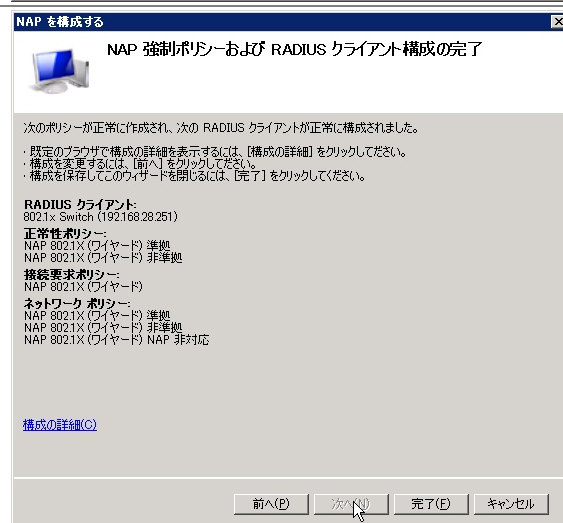 NAP を構成する
NAP 強制ポリシーおよび RADIUS クライアント構成の完了
次のポリシーが正常に作成され、次の RADIUS クライアントが正常に構成されました。
・既定のブラウザで構成の詳細を表示するには、[構成の詳細] をクリックしてください。
・構成を変更するには、[前へ] をクリックしてください。
・構成を保存してこのウィザードを閉じるには、[完了] をクリックしてください。
RADIUS クライアント:
802.1x Switch (192.168.28.251)
正常性ポリシー:
NAP 802.1X (ワイヤード) 準拠
NAP 802.1X (ワイヤード) 非準拠
接続要求ポリシー:
NAP 802.1X (ワイヤード)
ネットワーク ポリシー:
NAP 802.1X (ワイヤード) 準拠
NAP 802.1X (ワイヤード) 非準拠
NAP 802.1X (ワイヤード) NAP 非対応
構成の詳細(C)
前へ(P) 次へ(N) 完了(F) キャンセル